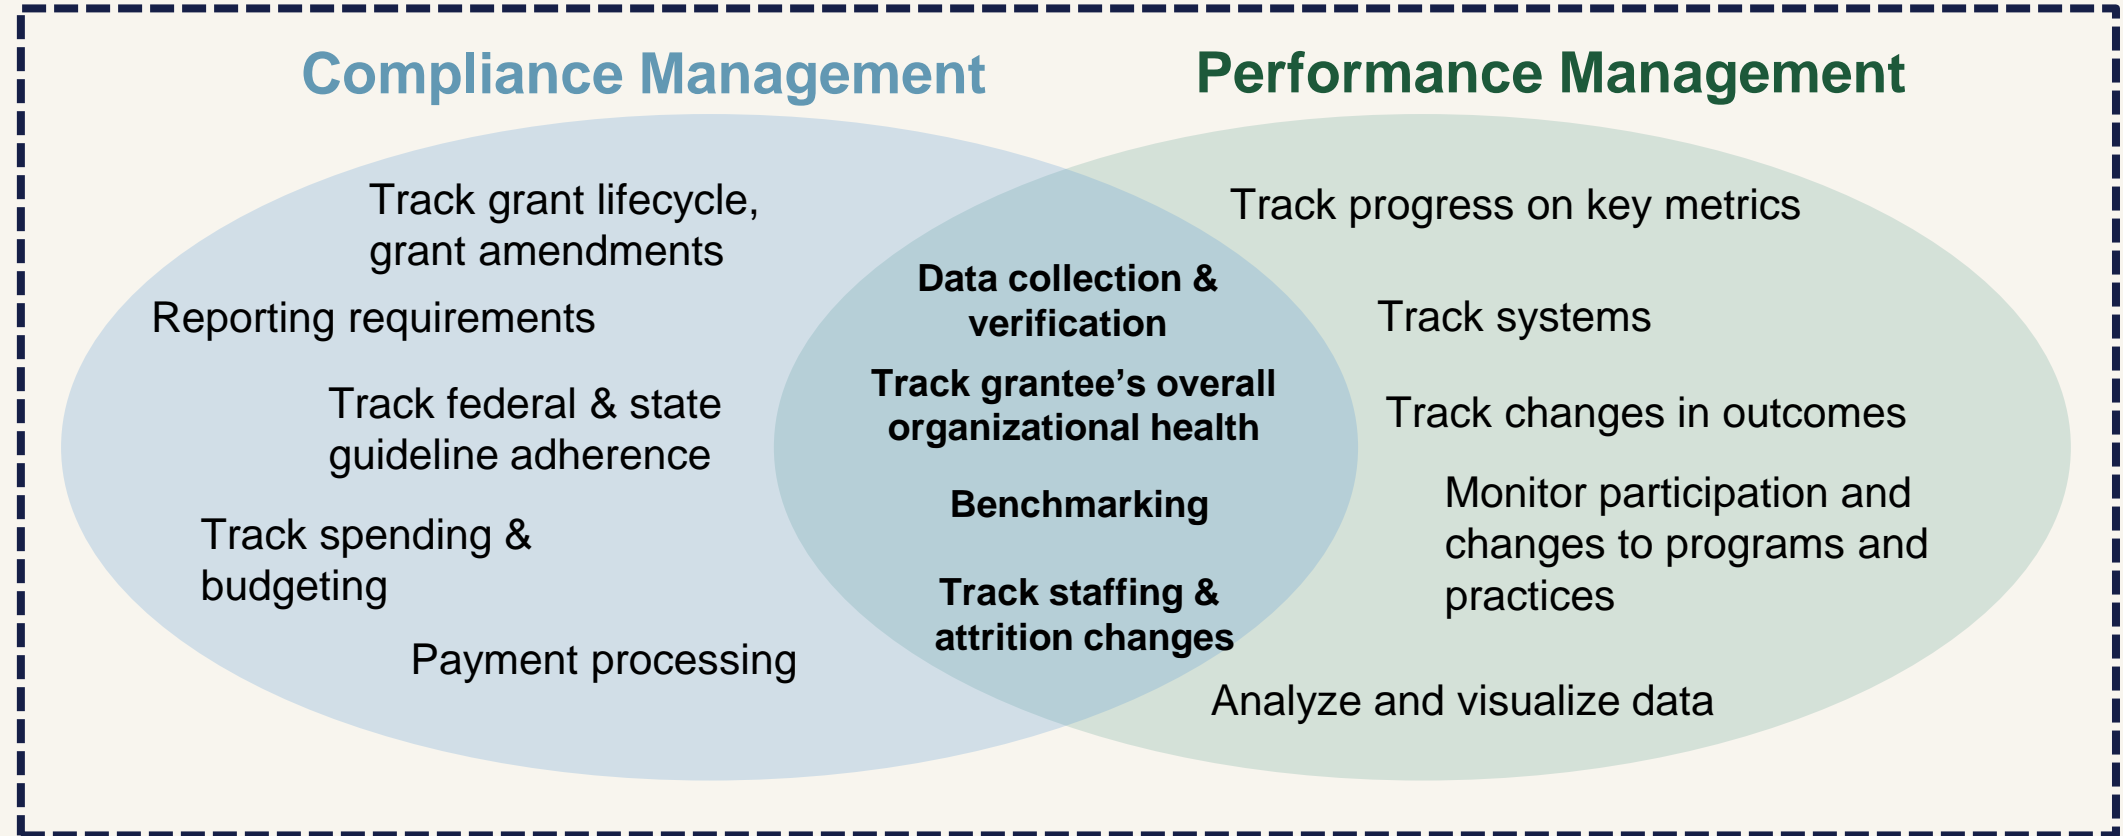 Compliance Management
Performance Management
Track grant lifecycle,
grant amendments
Reporting requirements
Track federal & state
guideline adherence
Track spending &
budgeting
Payment processing
Data collection &
verification
Track grantee’s overall
organizational health
Benchmarking
Track staffing &
attrition changes
Track progress on key metrics
Track systems
Track changes in outcomes
Monitor participation and
changes to programs and
practices
Analyze and visualize data